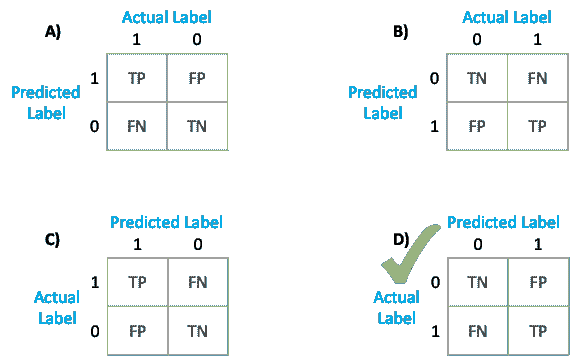 A) Actual Label
1 0
Predicted Label 1 TP FP
0 FN TN
B) Actual Label
0 1
Predicted Label 0 TN FN
1 FP TP
C) Predicted Label
1 0
Actual Label 1 TP FN
0 FP TN
D) Predicted Label
0 1
Actual Label 0 TN FP
1 FN TP